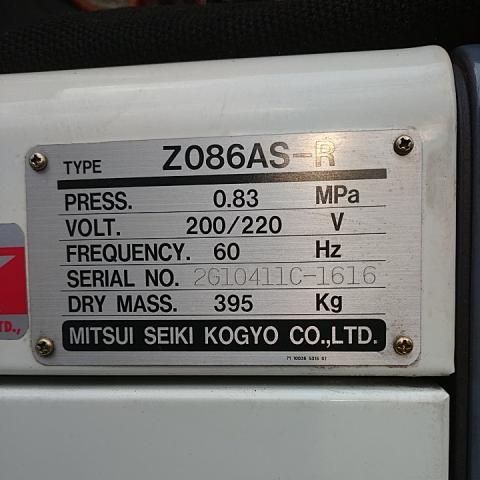 TYPE Z086AS-R
PRESS. 0.83 MPa
VOLT. 200/220 V
FREQUENCY. 60 Hz
SERIAL NO. 2G10411C-1616
DRY MASS. 395 Kg
MITSUI SEIKI KOGYO CO.,LTD.
TD.,